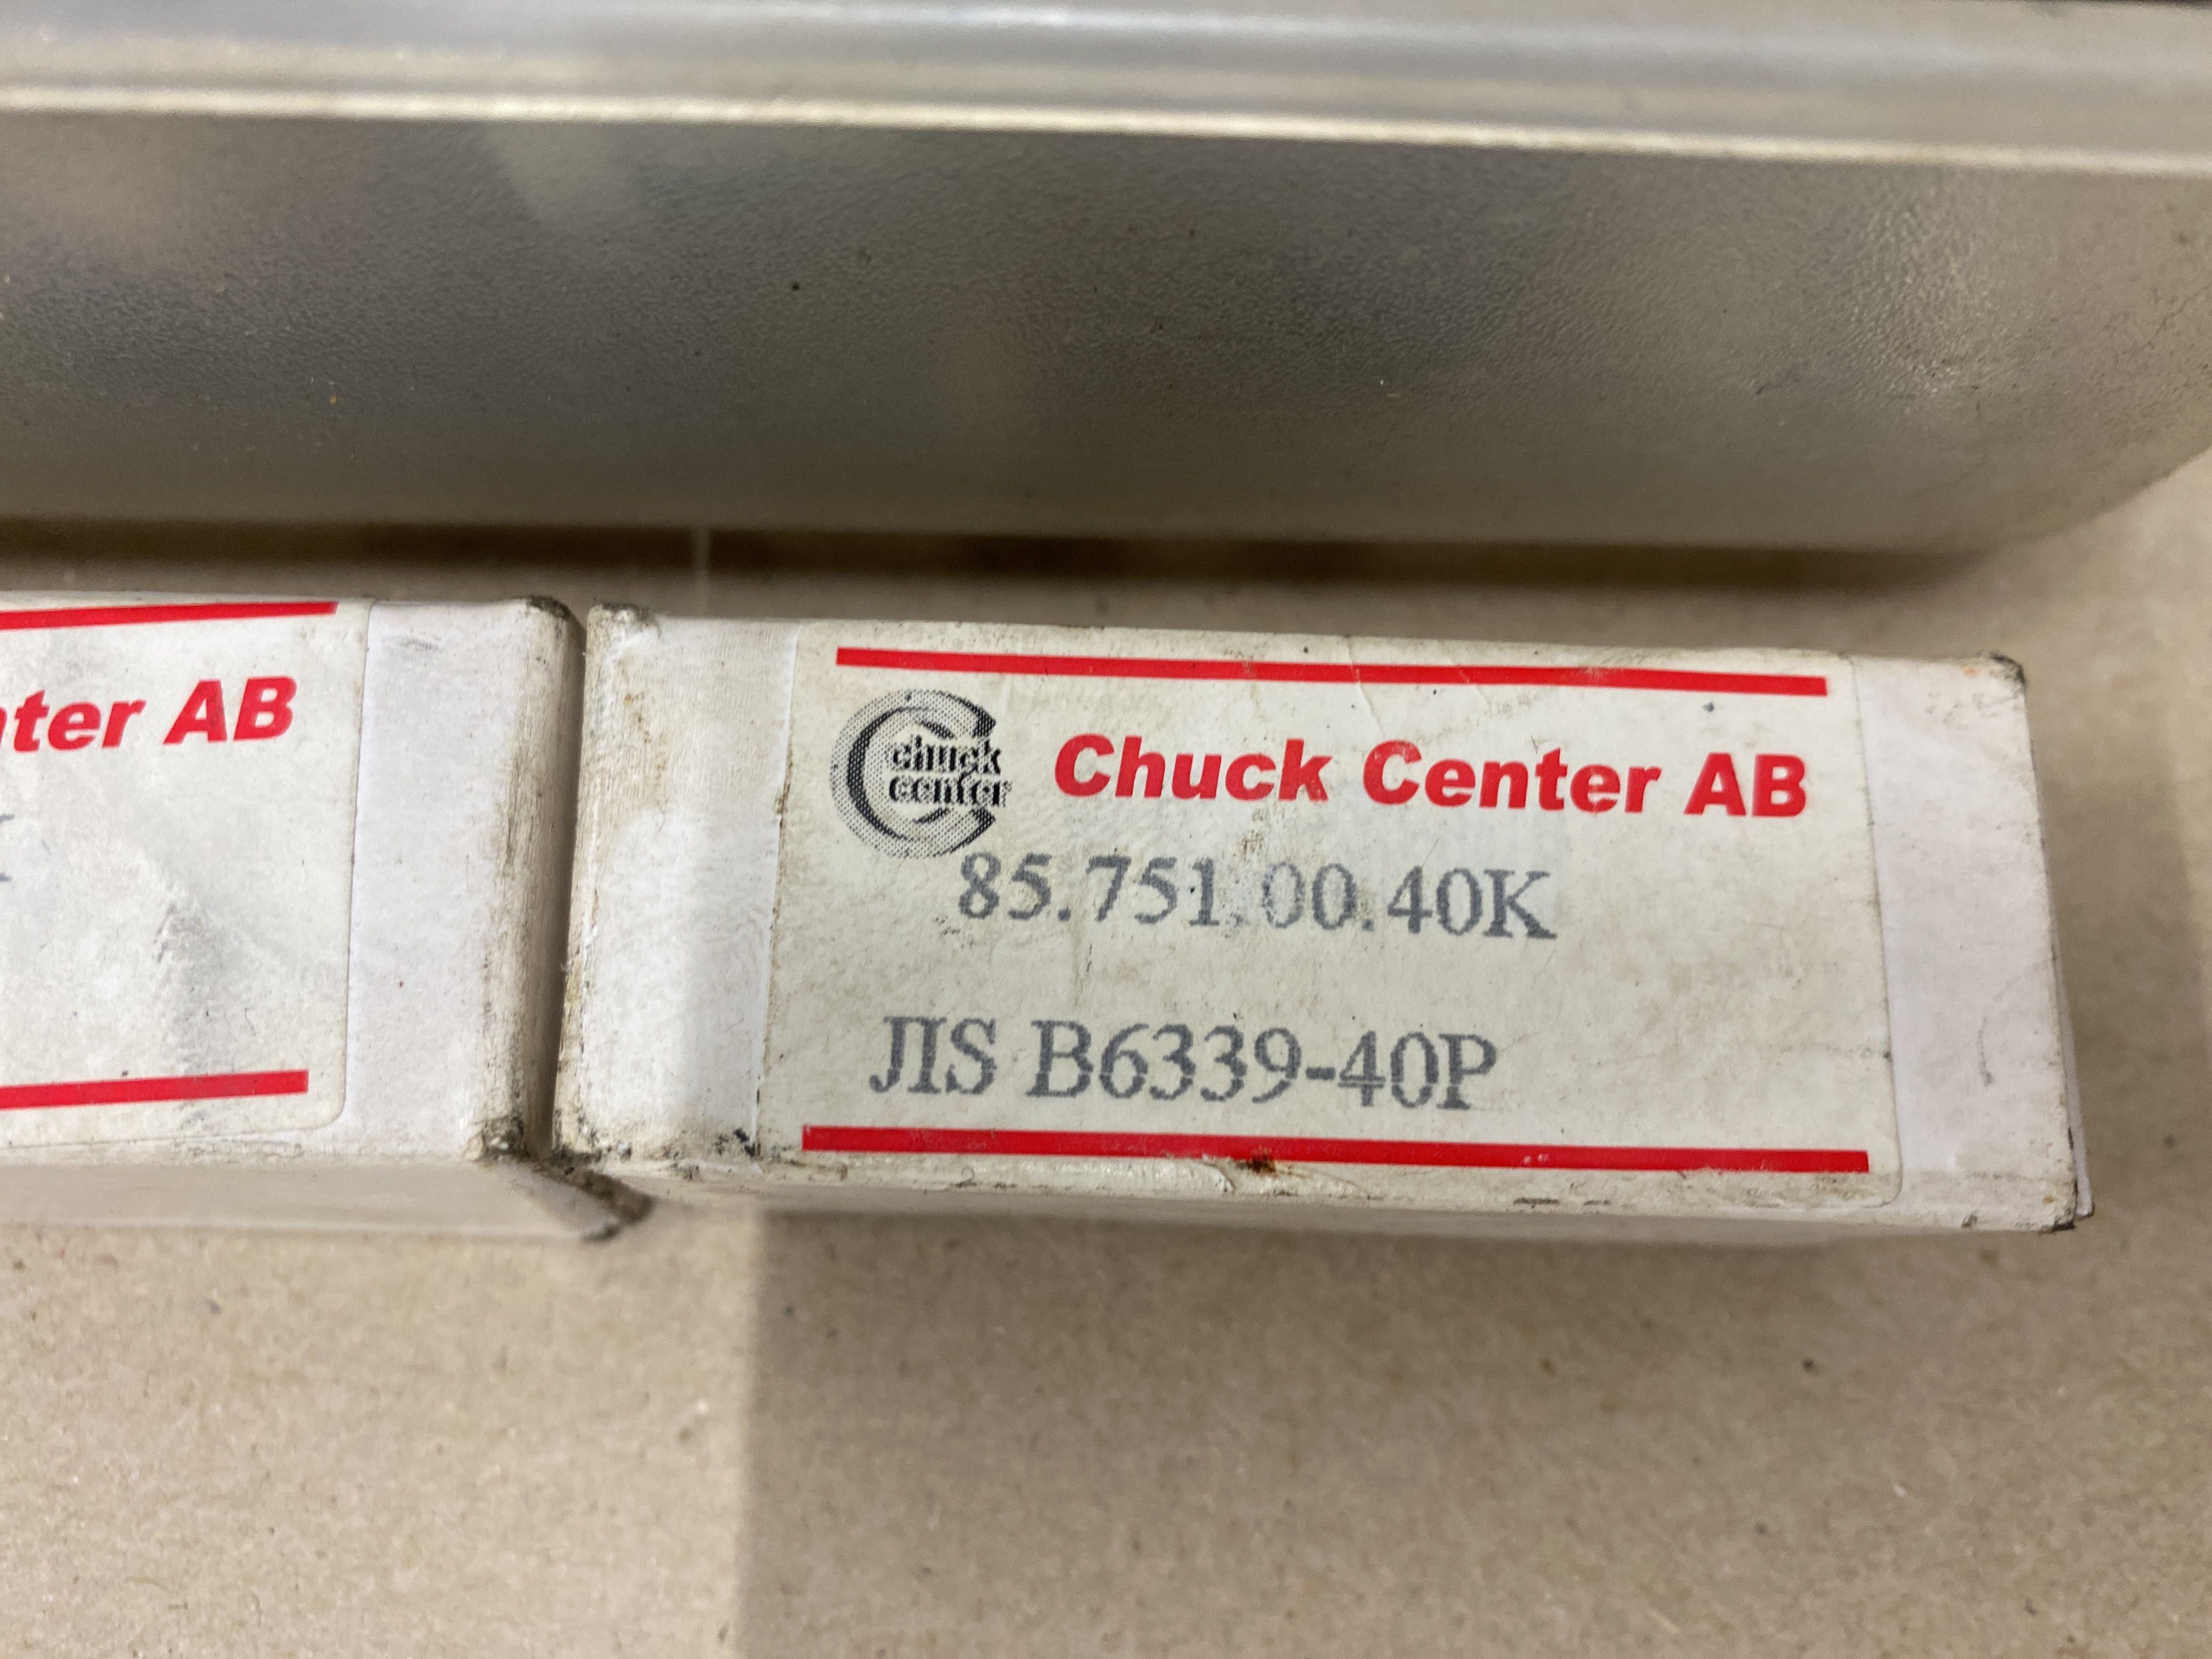 nter AB
chuck
center
Chuck Center AB
85.751.00.40K
JIS B6339-40P